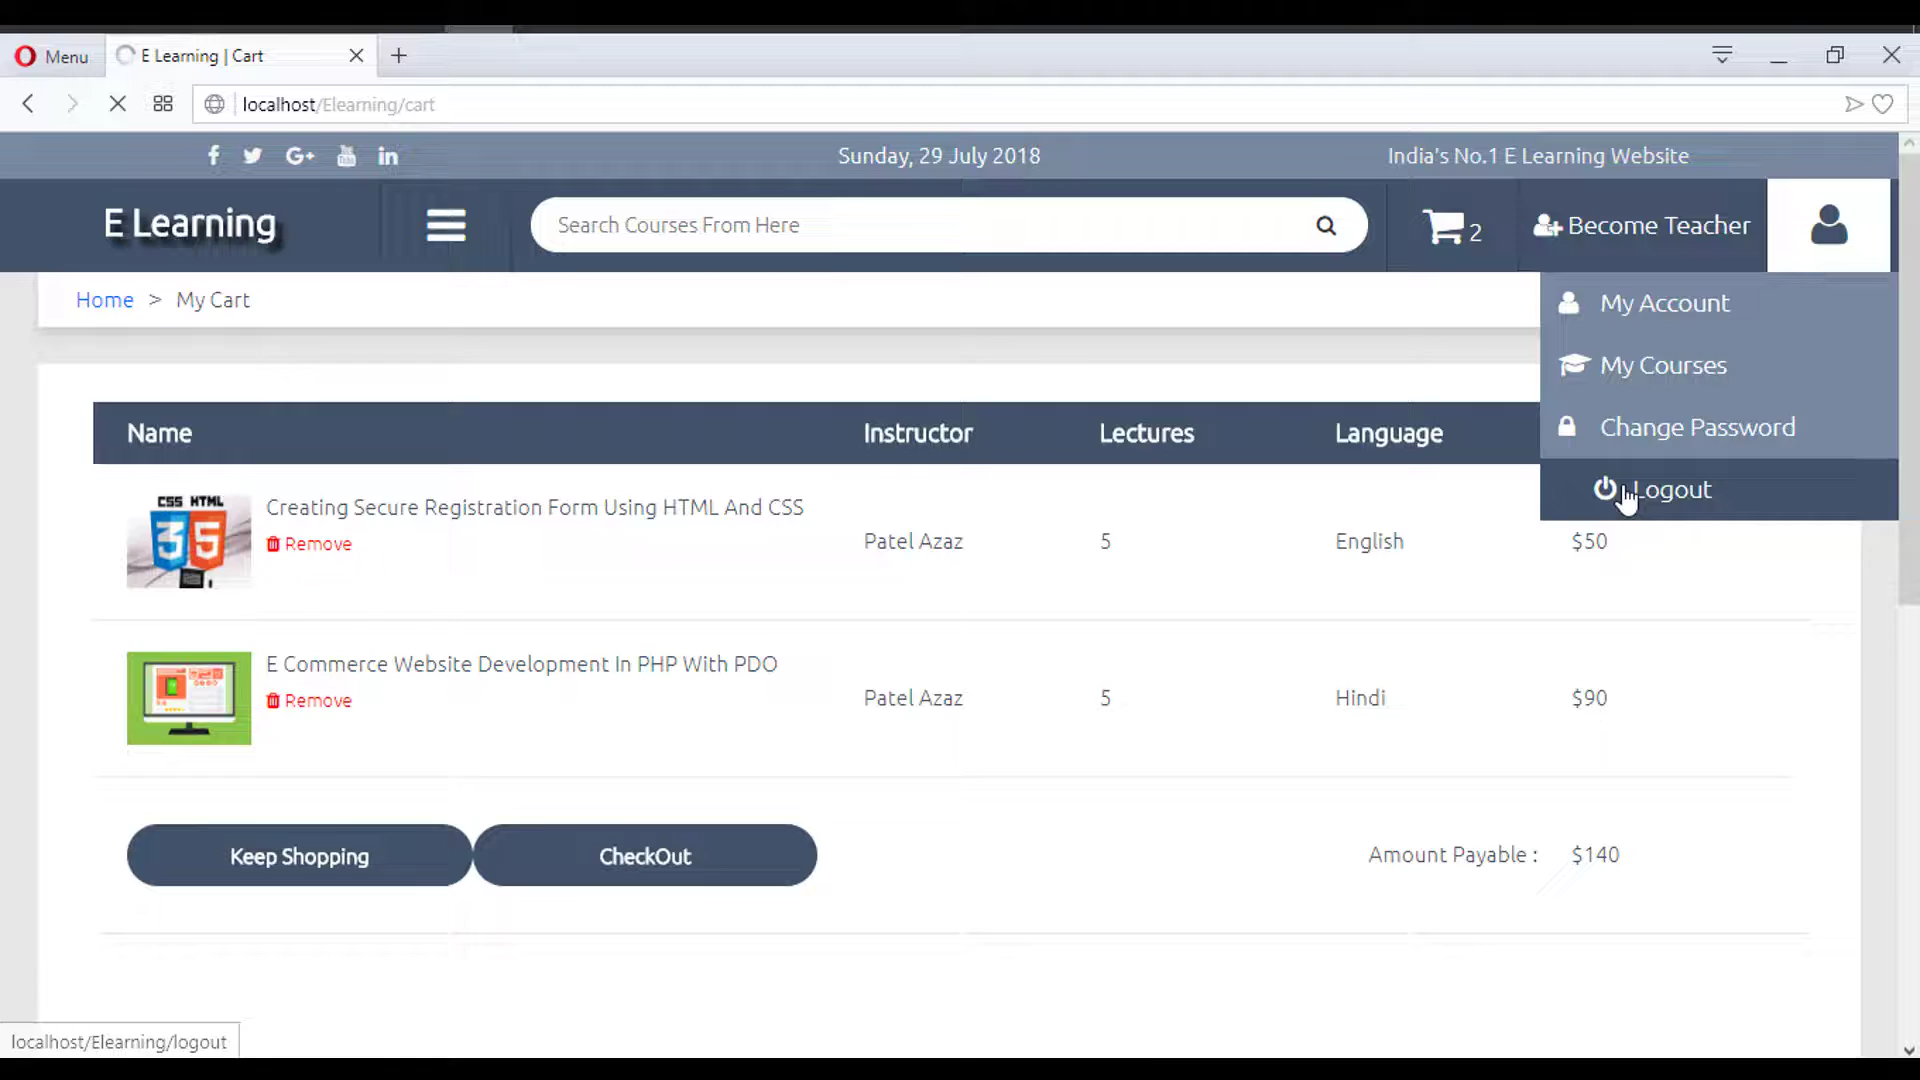 Menu
E Learning | Cart
localhost/Elearning/cart
Sunday, 29 July 2018
India's No.1 E Learning Website
E Learning
Search Courses From Here
2
Become Teacher
Home > My Cart
My Account
My Courses
Change Password
Logout
Name Instructor Lectures Language
CSS HTML
3 5
Creating Secure Registration Form Using HTML And CSS
Remove
Patel Azaz 5 English $50
E Commerce Website Development In PHP With PDO
Remove
Patel Azaz 5 Hindi $90
Keep Shopping CheckOut Amount Payable : $140
localhost/Elearning/logout